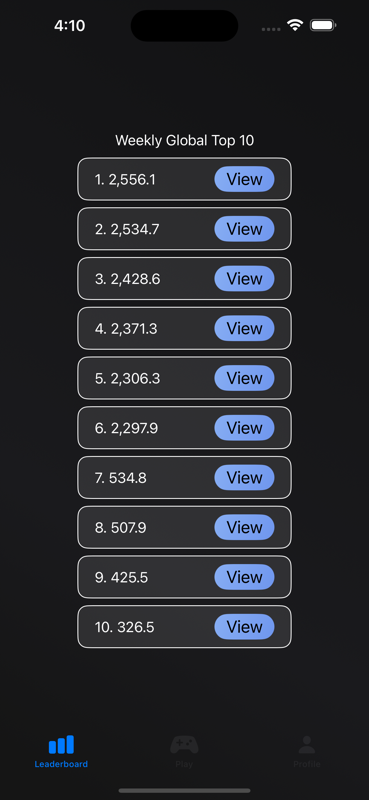 4:10
Weekly Global Top 10
1. 2,556.1 View
2. 2,534.7 View
3. 2,428.6 View
4. 2,371.3 View
5. 2,306.3 View
6. 2,297.9 View
7. 534.8 View
8. 507.9 View
9. 425.5 View
10. 326.5 View
Leaderboard Play Profile